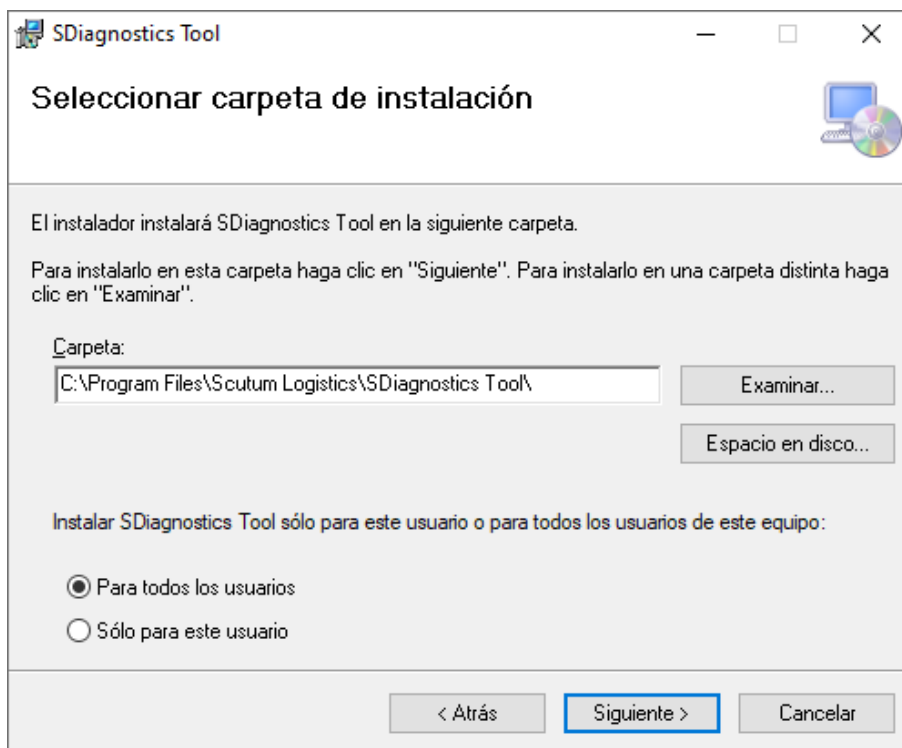 SDiagnostics Tool
Seleccionar carpeta de instalación
El instalador instalará SDiagnostics Tool en la siguiente carpeta.
Para instalarlo en esta carpeta haga clic en "Siguiente". Para instalarlo en una carpeta distinta haga
clic en "Examinar".
Carpeta:
C:\Program Files\Scutum Logistics\SDiagnostics Tool\
Examinar...
Espacio en disco...
Instalar SDiagnostics Tool sólo para este usuario o para todos los usuarios de este equipo:
Para todos los usuarios
Sólo para este usuario
< Atrás
Siguiente >
Cancelar